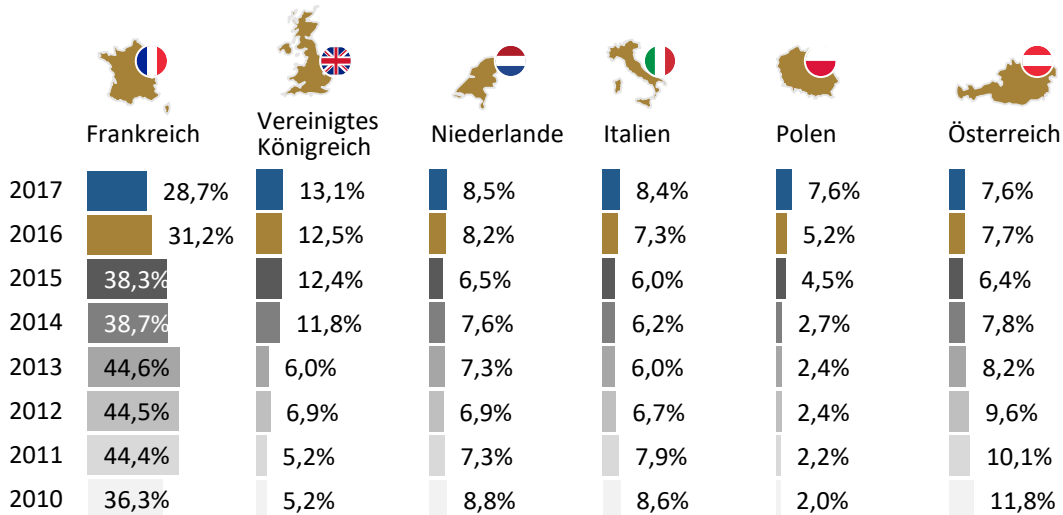 Frankreich Vereinigtes Königreich Niederlande Italien Polen Österreich
2017 28,7% 13,1% 8,5% 8,4% 7,6% 7,6%
2016 31,2% 12,5% 8,2% 7,3% 5,2% 7,7%
2015 38,3% 12,4% 6,5% 6,0% 4,5% 6,4%
2014 38,7% 11,8% 7,6% 6,2% 2,7% 7,8%
2013 44,6% 6,0% 7,3% 6,0% 2,4% 8,2%
2012 44,5% 6,9% 6,9% 6,7% 2,4% 9,6%
2011 44,4% 5,2% 7,3% 7,9% 2,2% 10,1%
2010 36,3% 5,2% 8,8% 8,6% 2,0% 11,8%